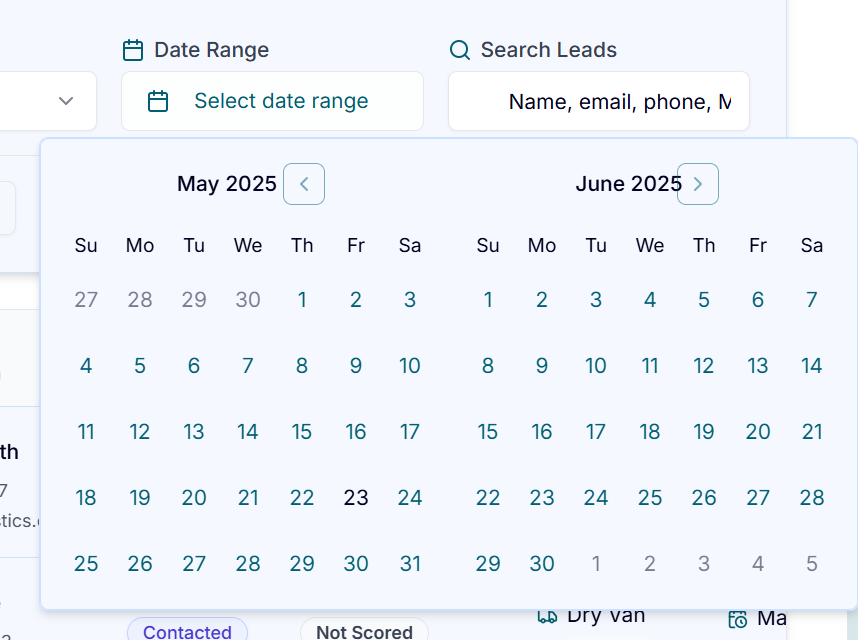 Date Range
Search Leads
Select date range
Name, email, phone, M
May 2025
June 2025
Su Mo Tu We Th Fr Sa
Su Mo Tu We Th Fr Sa
27 28 29 30 1 2 3
1 2 3 4 5 6 7
4 5 6 7 8 9 10
8 9 10 11 12 13 14
11 12 13 14 15 16 17
15 16 17 18 19 20 21
18 19 20 21 22 23 24
22 23 24 25 26 27 28
25 26 27 28 29 30 31
29 30 1 2 3 4 5
th
7
stics.
Contacted
Not Scored
Dry Van
Ma